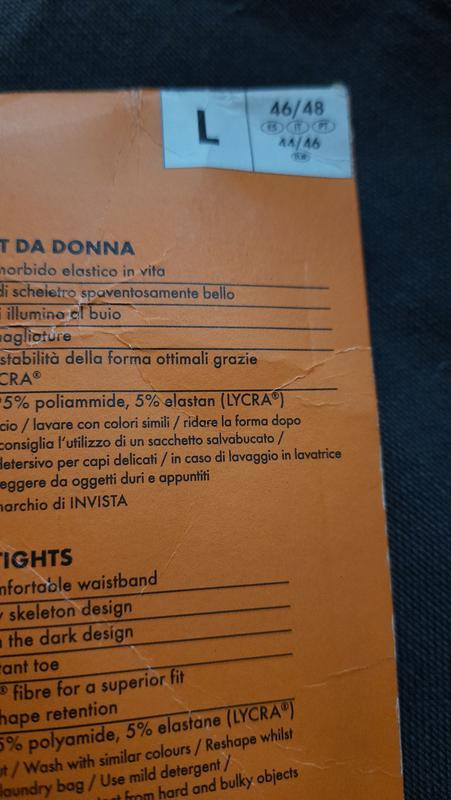 L
46/48
ES IT PT
44/46
T DA DONNA
morbido elastico in vita
di scheletro spaventosamente bello
i illumina al buio
magliature
stabilità della forma ottimali grazie
CRA®
95% poliammide, 5% elastan (LYCRA®)
cio / lavare con colori simili / ridare la forma dopo
consiglia l'utilizzo di un sacchetto salvabucato /
detersivo per capi delicati / in caso di lavaggio in lavatrice
eggere da oggetti duri e appuntiti
marchio di INVISTA
TIGHTS
mfortable waistband
y skeleton design
n the dark design
tant toe
® fibre for a superior fit
hape retention
5% polyamide, 5% elastane (LYCRA®)
ut / Wash with similar colours / Reshape whilst
laundry bag / Use mild detergent /
from hard and bulky objects